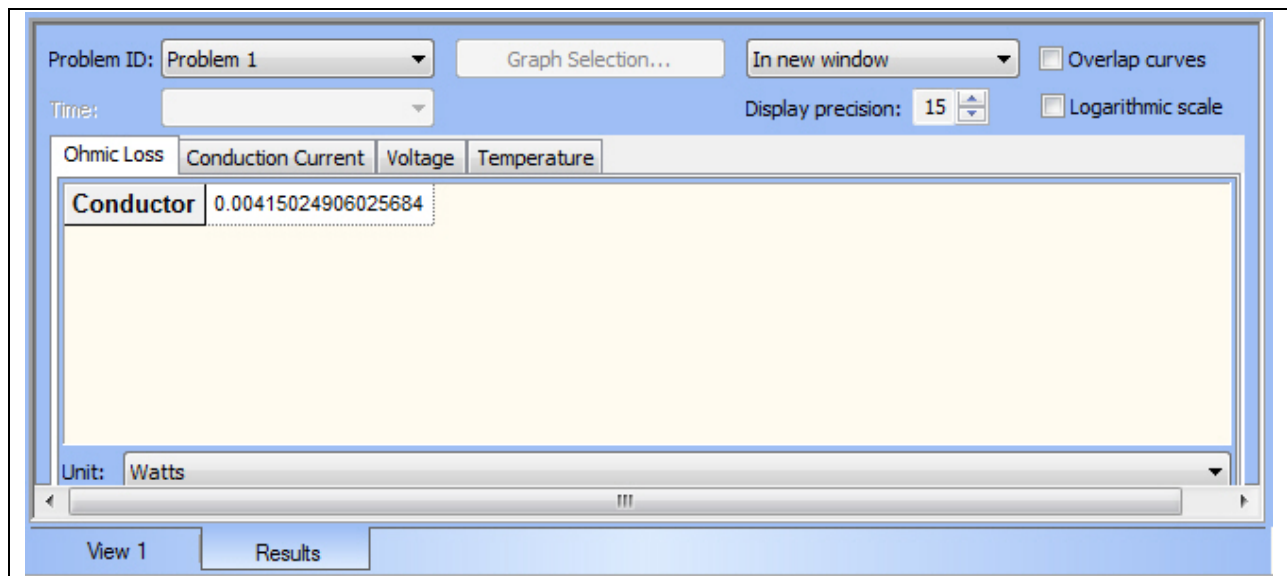 Problem ID: Problem 1 Graph Selection... In new window Overlap curves
Time: Display precision: 15 Logarithmic scale
Ohmic Loss Conduction Current Voltage Temperature
Conductor 0.00415024906025684
Unit: Watts
View 1 Results